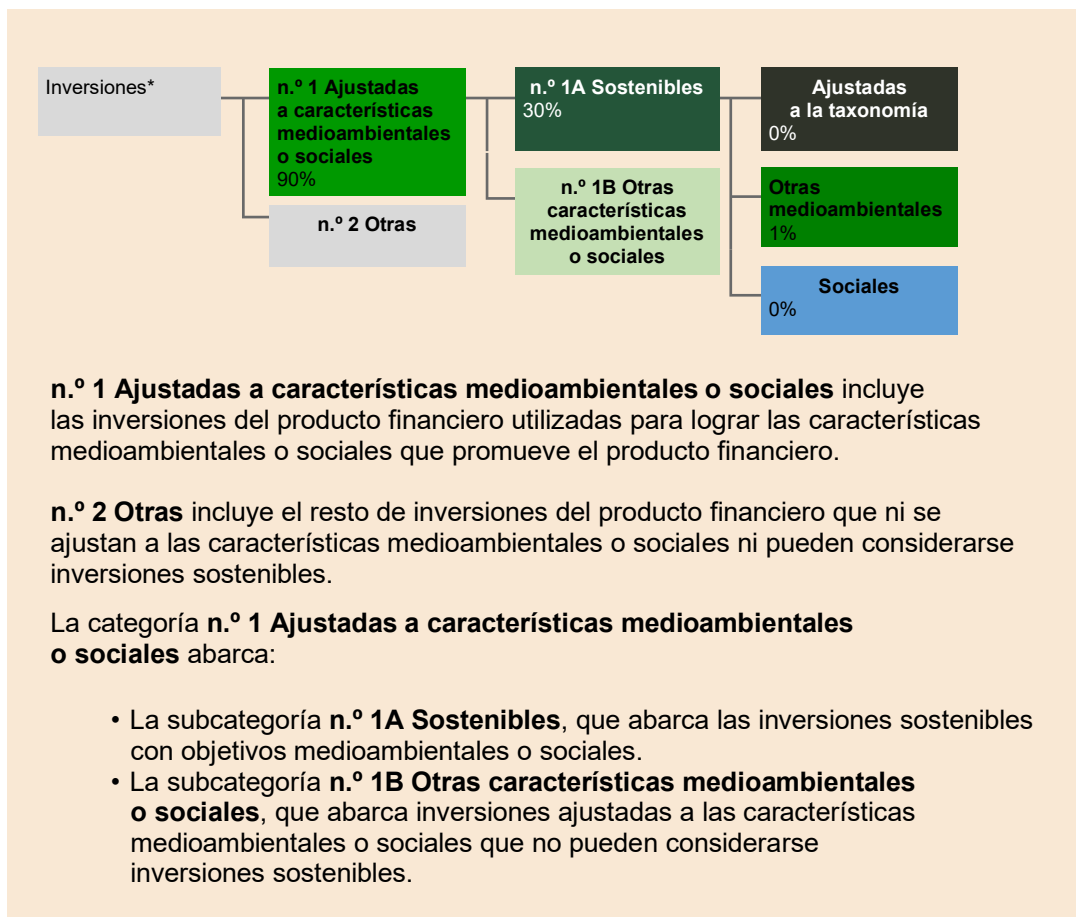 Inversiones*
n.º 1 Ajustadas
a características
medioambientales
o sociales
90%
n.º 2 Otras
n.º 1A Sostenibles
30%
n.º 1B Otras
características
medioambientales
o sociales
Ajustadas
a la taxonomía
0%
Otras
medioambientales
1%
Sociales
0%
n.º 1 Ajustadas a características medioambientales o sociales incluye
las inversiones del producto financiero utilizadas para lograr las características
medioambientales o sociales que promueve el producto financiero.
n.º 2 Otras incluye el resto de inversiones del producto financiero que ni se
ajustan a las características medioambientales o sociales ni pueden considerarse
inversiones sostenibles.
La categoría n.º 1 Ajustadas a características medioambientales
o sociales abarca:
• La subcategoría n.º 1A Sostenibles, que abarca las inversiones sostenibles
con objetivos medioambientales o sociales.
• La subcategoría n.º 1B Otras características medioambientales
o sociales, que abarca inversiones ajustadas a las características
medioambientales o sociales que no pueden considerarse
inversiones sostenibles.